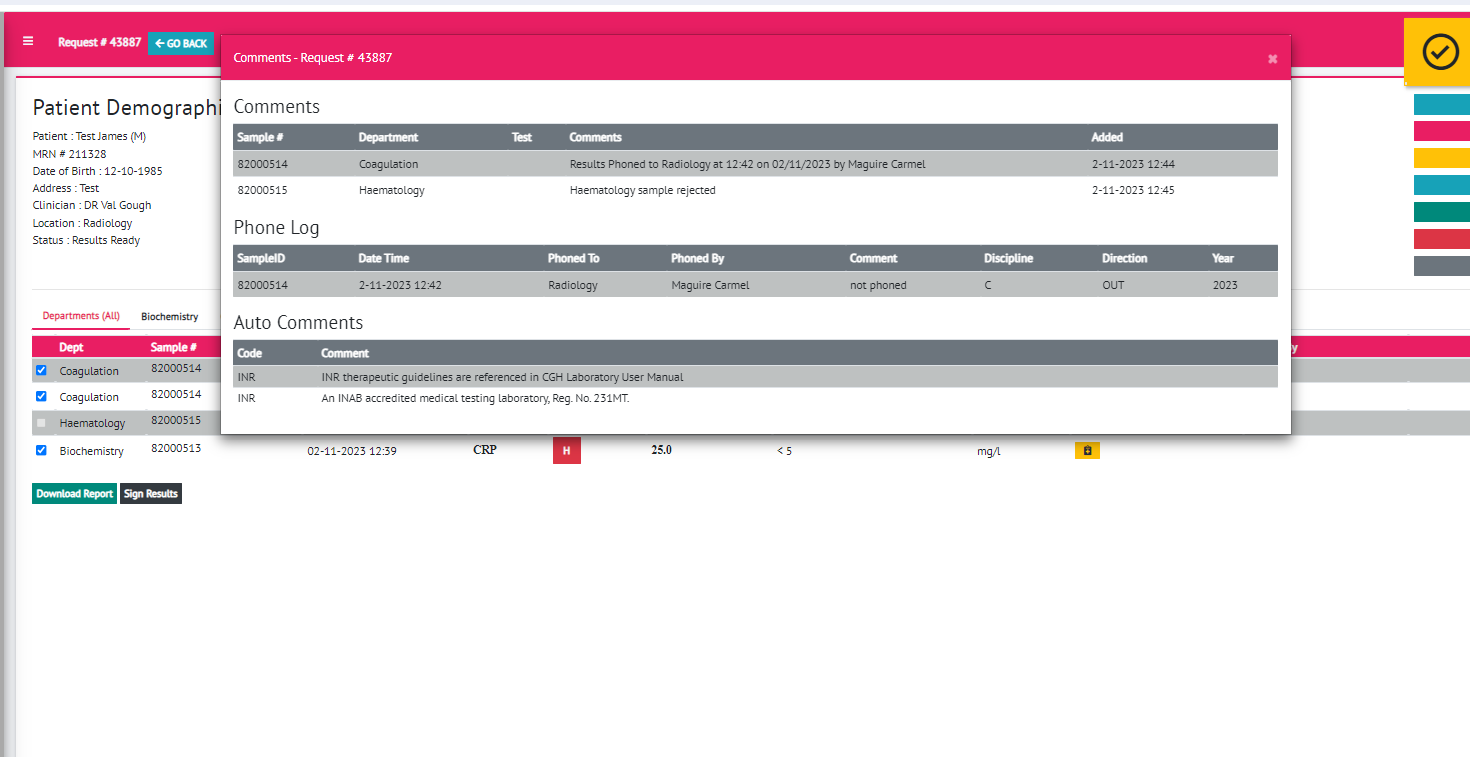 Request # 43887 GO BACK
Comments - Request # 43887
Patient Demographi
Patient : Test James (M)
MRN # 211328
Date of Birth : 12-10-1985
Address : Test
Clinician : DR Val Gough
Location : Radiology
Status : Results Ready
Comments
Sample # Department Test Comments Added
82000514 Coagulation Results Phoned to Radiology at 12:42 on 02/11/2023 by Maguire Carmel 2-11-2023 12:44
82000515 Haematology Haematology sample rejected 2-11-2023 12:45
Phone Log
SampleID Date Time Phoned To Phoned By Comment Discipline Direction Year
82000514 2-11-2023 12:42 Radiology Maguire Carmel not phoned C OUT 2023
Auto Comments
Code Comment
INR INR therapeutic guidelines are referenced in CGH Laboratory User Manual
INR An INAB accredited medical testing laboratory, Reg. No. 231MT.
Departments (All) Biochemistry
Dept Sample # y
Coagulation 82000514
Coagulation 82000514
Haematology 82000515
Biochemistry 82000513 02-11-2023 12:39 CRP H 25.0 < 5 mg/l
Download Report Sign Results